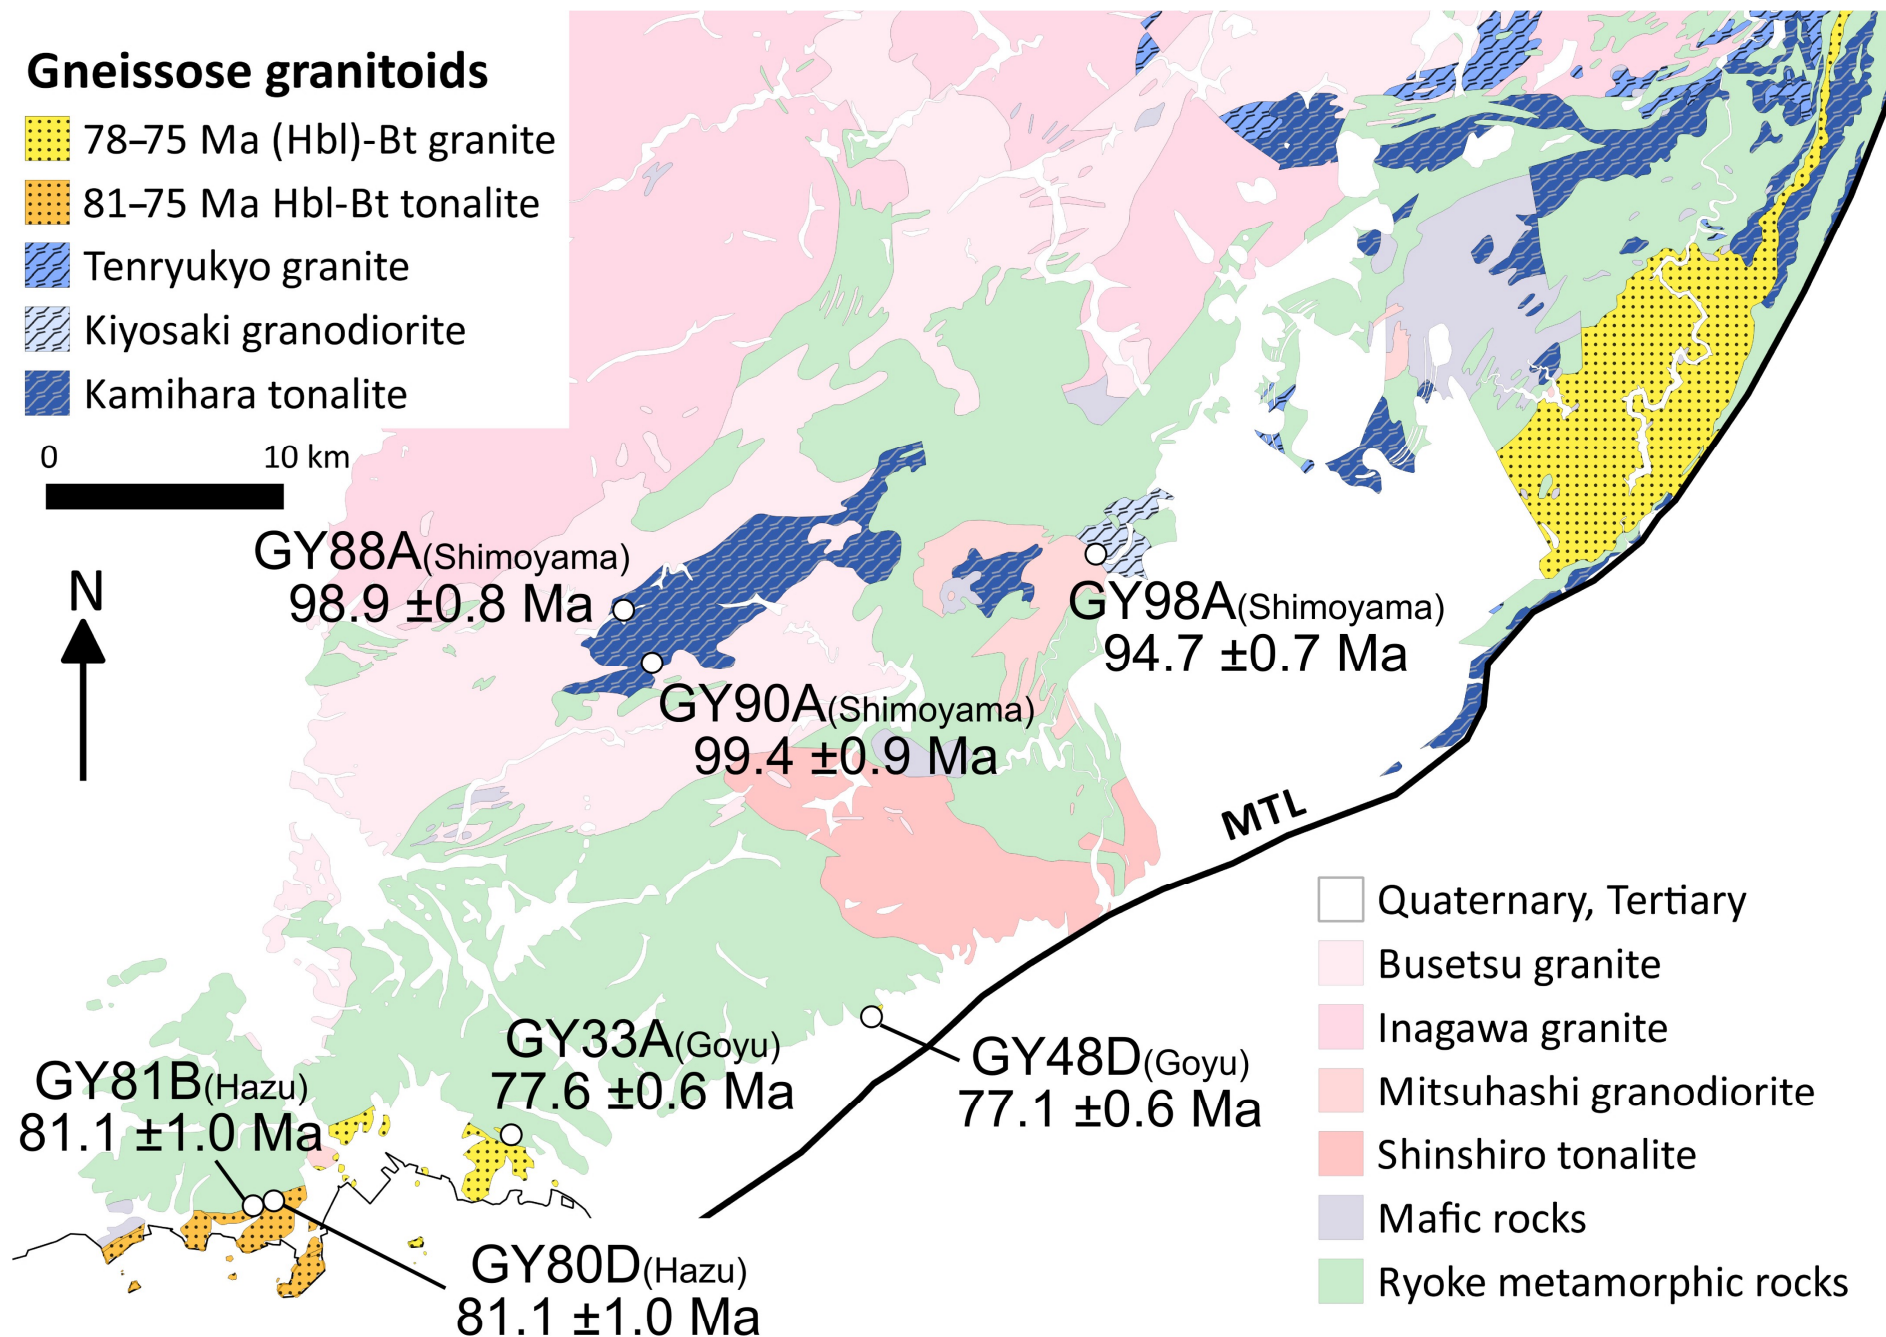 Gneissose granitoids
78–75 Ma (Hbl)-Bt granite
81–75 Ma Hbl-Bt tonalite
Tenryukyo granite
Kiyosaki granodiorite
Kamihara tonalite
0 10 km
N
GY88A(Shimoyama)
98.9 ±0.8 Ma
GY98A(Shimoyama)
94.7 ±0.7 Ma
GY90A(Shimoyama)
99.4 ±0.9 Ma
MTL
GY33A(Goyu)
77.6 ±0.6 Ma
GY48D(Goyu)
77.1 ±0.6 Ma
GY81B(Hazu)
81.1 ±1.0 Ma
GY80D(Hazu)
81.1 ±1.0 Ma
Quaternary, Tertiary
Busetsu granite
Inagawa granite
Mitsuhashi granodiorite
Shinshiro tonalite
Mafic rocks
Ryoke metamorphic rocks